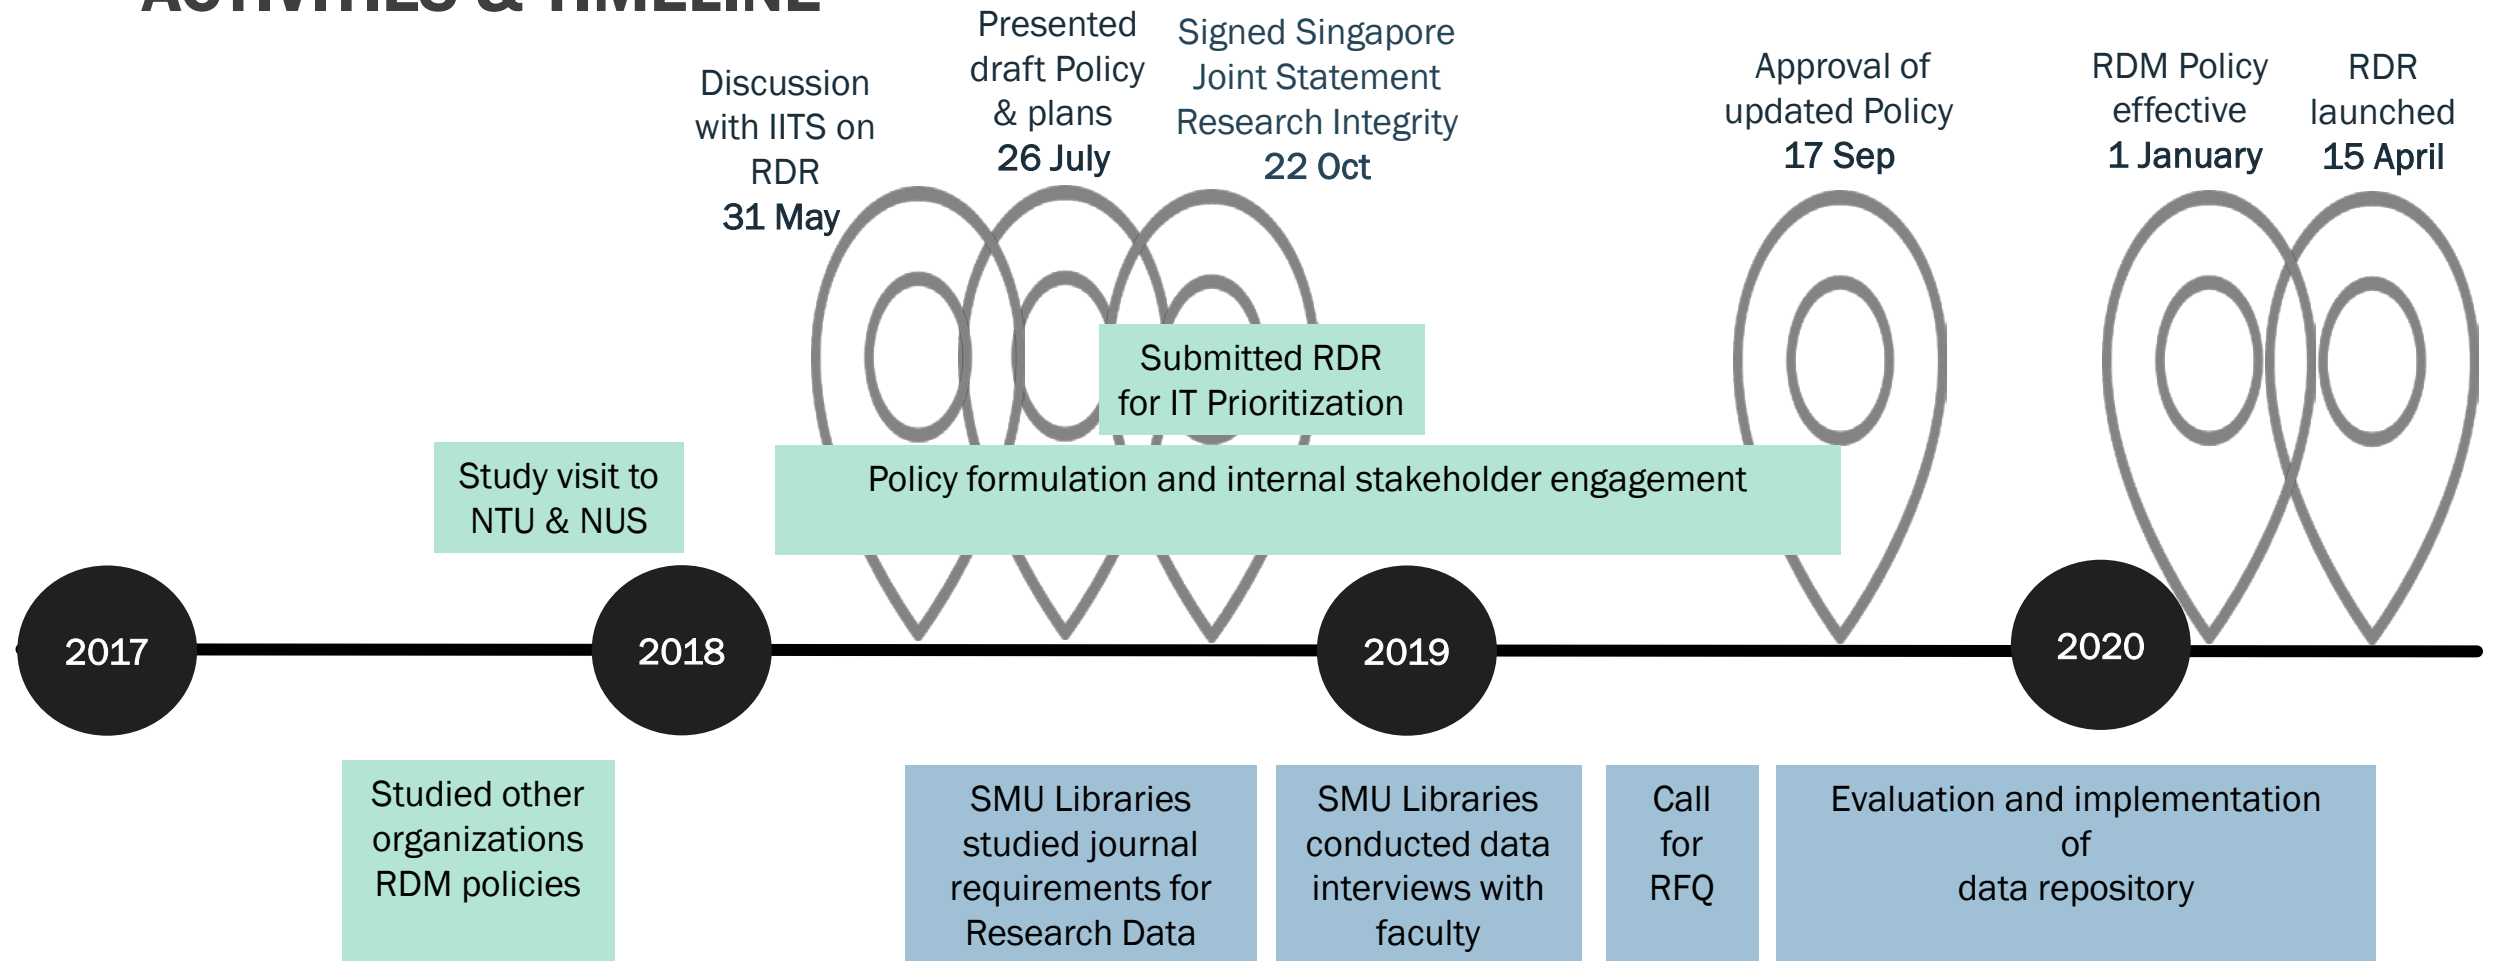 ACTIVITIES & TIMELINE
Discussion
with IITS on
RDR
31 May
Presented
draft Policy
& plans
26 July
Signed Singapore
Joint Statement
Research Integrity
22 Oct
Approval of
updated Policy
17 Sep
RDM Policy
effective
1 January
RDR
launched
15 April
Submitted RDR
for IT Prioritization
Study visit to
NTU & NUS
Policy formulation and internal stakeholder engagement
2017
2018
2019
2020
Studied other
organizations
RDM policies
SMU Libraries
studied journal
requirements for
Research Data
SMU Libraries
conducted data
interviews with
faculty
Call
for
RFQ
Evaluation and implementation
of
data repository